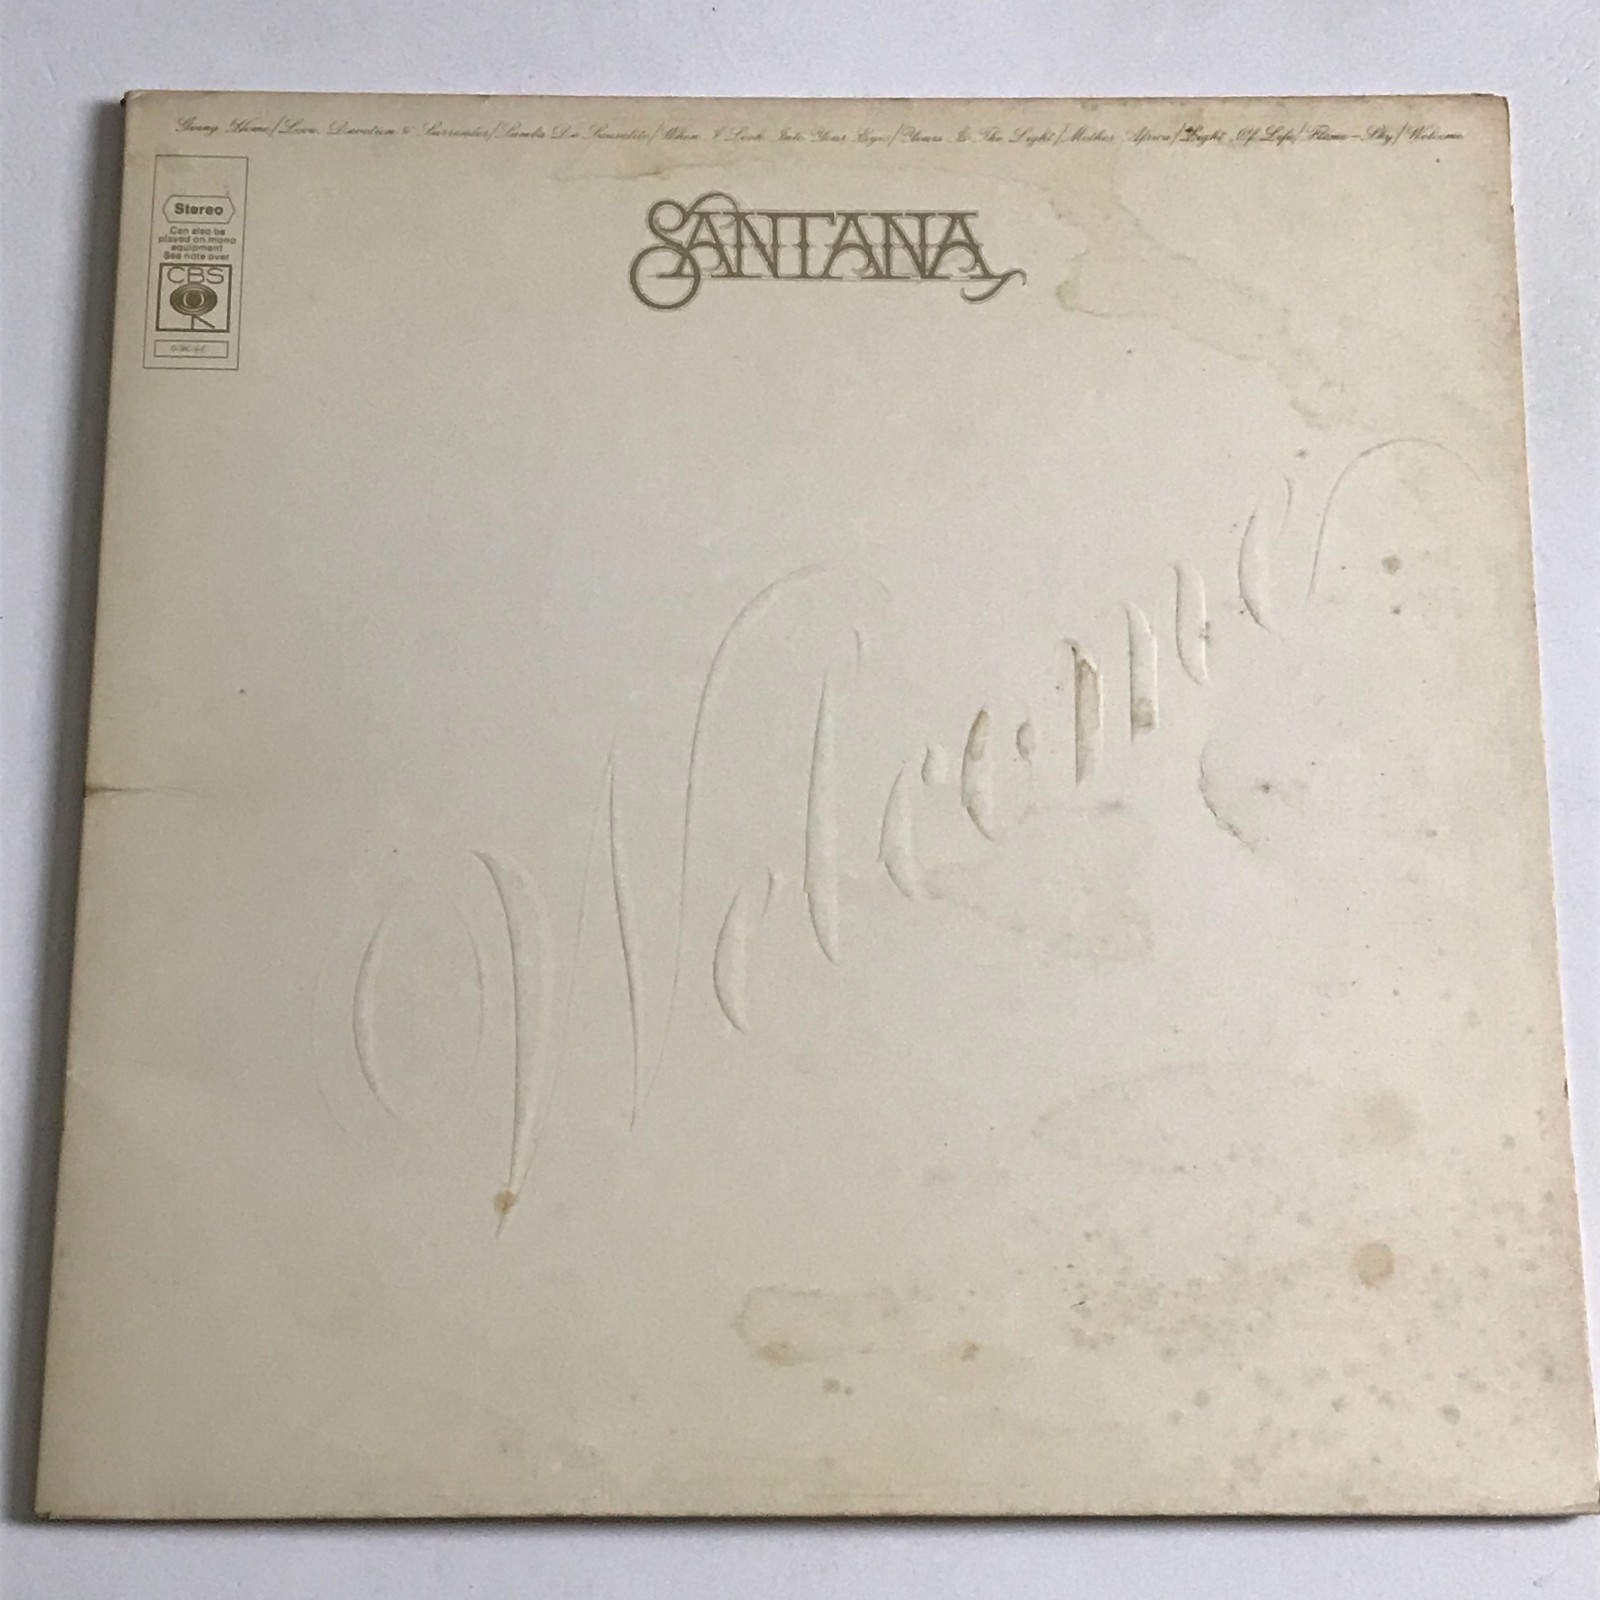 Going Home/Love, Devotion & Surrender/Samba De Sausalito/When I Look Into Your Eyes/Yours Is The Light/Mother Africa/Light Of Life/Flame-Sky/Welcome
Stereo
Can also be
played on mono
equipment
See note over
CBS
SANTANA
Welcome